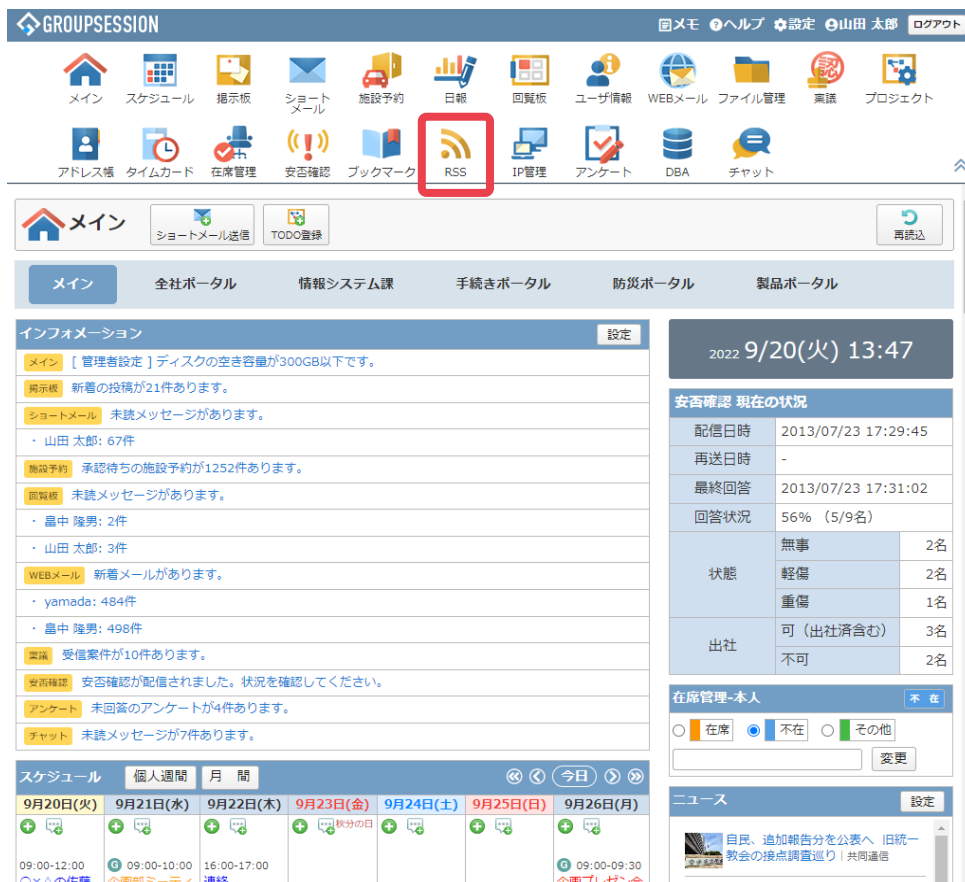 GROUPSESSION
メモ ヘルプ 設定 山田 太郎 ログアウト
メイン スケジュール 掲示板 ショートメール 施設予約 日報 回覧板 ユーザ情報 WEBメール ファイル管理 稟議 プロジェクト
アドレス帳 タイムカード 在席管理 安否確認 ブックマーク RSS IP管理 アンケート DBA チャット
メイン ショートメール送信 TODO登録 再読込
メイン 全社ポータル 情報システム課 手続きポータル 防災ポータル 製品ポータル
インフォメーション 設定
メイン [ 管理者設定 ] ディスクの空き容量が300GB以下です。
掲示板 新着の投稿が21件あります。
ショートメール 未読メッセージがあります。
・ 山田 太郎: 67件
施設予約 承認待ちの施設予約が1252件あります。
回覧板 未読メッセージがあります。
・ 畠中 隆男: 2件
・ 山田 太郎: 3件
WEBメール 新着メールがあります。
・ yamada: 484件
・ 畠中 隆男: 498件
稟議 受信案件が10件あります。
安否確認 安否確認が配信されました。状況を確認してください。
アンケート 未回答のアンケートが4件あります。
チャット 未読メッセージが7件あります。
スケジュール 個人週間 月 間 今日
9月20日(火) 9月21日(水) 9月22日(木) 9月23日(金) 9月24日(土) 9月25日(日) 9月26日(月)
秋分の日
09:00-12:00 G 09:00-10:00 16:00-17:00 G 09:00-09:30
○×△の佐藤 企画部ミーティ 連絡 企画プレゼン会
2022 9/20(火) 13:47
安否確認 現在の状況
配信日時 2013/07/23 17:29:45
再送日時 -
最終回答 2013/07/23 17:31:02
回答状況 56% (5/9名)
状態 無事 2名
軽傷 2名
重傷 1名
出社 可（出社済含む） 3名
不可 2名
在席管理-本人 不 在
在席 不在 その他
変更
ニュース 設定
自民、追加報告分を公表へ 旧統一
教会の接点調査巡り | 共同通信